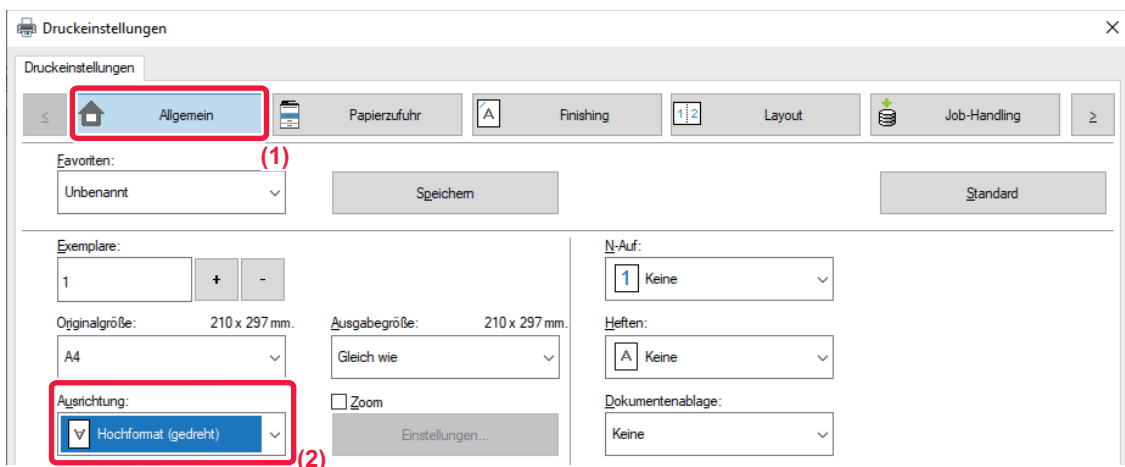 Druckeinstellungen
Druckeinstellungen
< Allgemein Papierzufuhr A Finishing 1 2 Layout Job-Handling >
(1)
Favoriten:
Unbenannt Speichern Standard
Exemplare: N-Auf:
1 + - 1 Keine
Originalgröße: 210 x 297 mm. Ausgabegröße: 210 x 297 mm. Heften:
A4 Gleich wie A Keine
Ausrichtung: Zoom Dokumentenablage:
A Hochformat (gedreht) Einstellungen... Keine
(2)